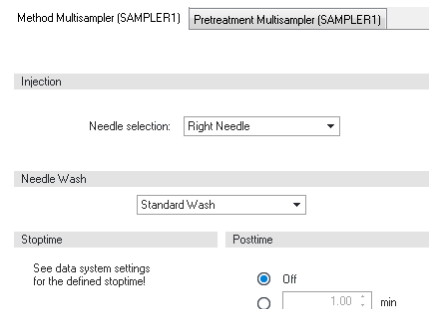 Method Multisampler (SAMPLER1) Pretreatment Multisampler (SAMPLER1)
Injection
Needle selection: Right Needle
Needle Wash
Standard Wash
Stoptime Posttime
See data system settings
for the defined stoptime!
Off
1.00 min